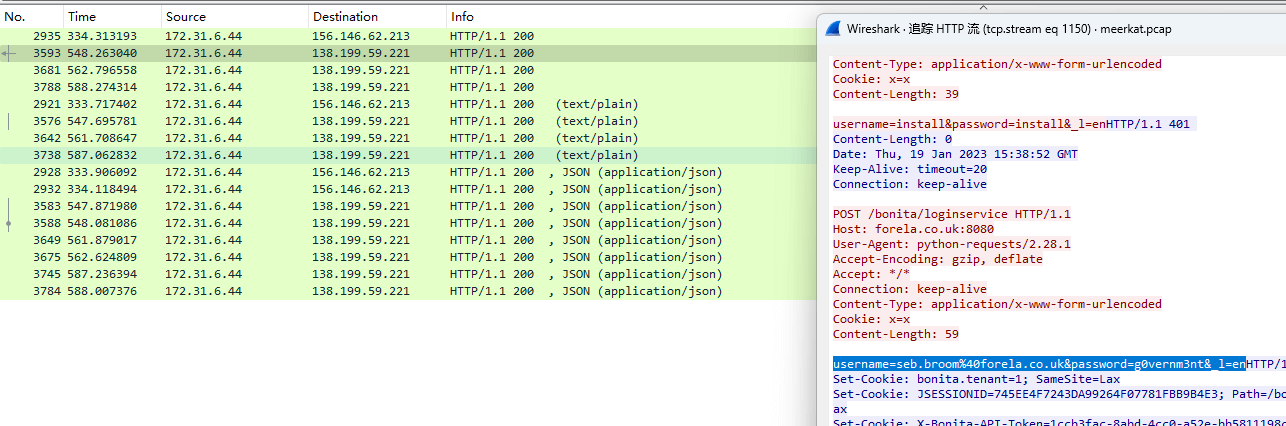 No. Time Source Destination Info
2935 334.313193 172.31.6.44 156.146.62.213 HTTP/1.1 200
3593 548.263040 172.31.6.44 138.199.59.221 HTTP/1.1 200
3681 562.796558 172.31.6.44 138.199.59.221 HTTP/1.1 200
3788 588.274314 172.31.6.44 138.199.59.221 HTTP/1.1 200
2921 333.717402 172.31.6.44 156.146.62.213 HTTP/1.1 200 (text/plain)
3576 547.695781 172.31.6.44 138.199.59.221 HTTP/1.1 200 (text/plain)
3642 561.708647 172.31.6.44 138.199.59.221 HTTP/1.1 200 (text/plain)
3738 587.062832 172.31.6.44 138.199.59.221 HTTP/1.1 200 (text/plain)
2928 333.906092 172.31.6.44 156.146.62.213 HTTP/1.1 200 , JSON (application/json)
2932 334.118494 172.31.6.44 156.146.62.213 HTTP/1.1 200 , JSON (application/json)
3583 547.871980 172.31.6.44 138.199.59.221 HTTP/1.1 200 , JSON (application/json)
3588 548.081086 172.31.6.44 138.199.59.221 HTTP/1.1 200 , JSON (application/json)
3649 561.879017 172.31.6.44 138.199.59.221 HTTP/1.1 200 , JSON (application/json)
3675 562.624809 172.31.6.44 138.199.59.221 HTTP/1.1 200 , JSON (application/json)
3745 587.236394 172.31.6.44 138.199.59.221 HTTP/1.1 200 , JSON (application/json)
3784 588.007376 172.31.6.44 138.199.59.221 HTTP/1.1 200 , JSON (application/json)
Wireshark · 追踪 HTTP 流 (tcp.stream eq 1150) · meerkat.pcap
Content-Type: application/x-www-form-urlencoded
Cookie: x=x
Content-Length: 39
username=install&password=install&_l=enHTTP/1.1 401
Content-Length: 0
Date: Thu, 19 Jan 2023 15:38:52 GMT
Keep-Alive: timeout=20
Connection: keep-alive
POST /bonita/loginservice HTTP/1.1
Host: forela.co.uk:8080
User-Agent: python-requests/2.28.1
Accept-Encoding: gzip, deflate
Accept: */*
Connection: keep-alive
Content-Type: application/x-www-form-urlencoded
Cookie: x=x
Content-Length: 59
username=seb.broom%40forela.co.uk&password=g0vernm3nt&_l=enHTTP/1
Set-Cookie: bonita.tenant=1; SameSite=Lax
Set-Cookie: JSESSIONID=745EE4F7243DA99264F07781FBB9B4E3; Path=/bo
ax
Set-Cookie: X-Bonita-API-Token=1ccb3fac-8abd-4cc0-a52e-bb5811198c